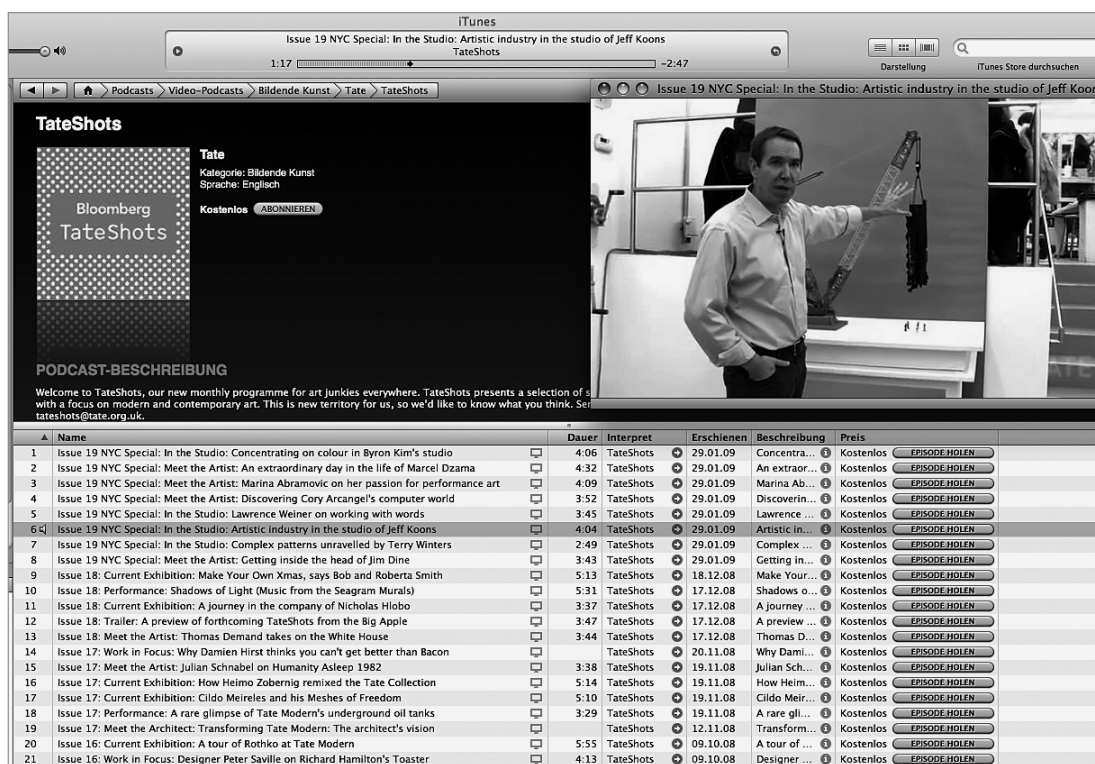 iTunes
Issue 19 NYC Special: In the Studio: Artistic industry in the studio of Jeff Koons
TateShots
1:17 -2:47
Darstellung iTunes Store durchsuchen
Podcasts Video-Podcasts Bildende Kunst Tate TateShots
Issue 19 NYC Special: In the Studio: Artistic industry in the studio of Jeff Koor
TateShots
Tate
Kategorie: Bildende Kunst
Sprache: Englisch
Kostenlos ABONNIEREN
Bloomberg
TateShots
PODCAST-BESCHREIBUNG
Welcome to TateShots, our new monthly programme for art junkies everywhere. TateShots presents a selection of s
with a focus on modern and contemporary art. This is new territory for us, so we'd like to know what you think. Ser
tateshots@tate.org.uk.
Name Dauer Interpret Erschienen Beschreibung Preis
1 Issue 19 NYC Special: In the Studio: Concentrating on colour in Byron Kim's studio 4:06 TateShots 29.01.09 Concentra... Kostenlos EPISODE HOLEN
2 Issue 19 NYC Special: Meet the Artist: An extraordinary day in the life of Marcel Dzama 4:32 TateShots 29.01.09 An extraor... Kostenlos EPISODE HOLEN
3 Issue 19 NYC Special: Meet the Artist: Marina Abramovic on her passion for performance art 4:09 TateShots 29.01.09 Marina Ab... Kostenlos EPISODE HOLEN
4 Issue 19 NYC Special: Meet the Artist: Discovering Cory Arcangel's computer world 3:52 TateShots 29.01.09 Discoverin... Kostenlos EPISODE HOLEN
5 Issue 19 NYC Special: In the Studio: Lawrence Weiner on working with words 3:45 TateShots 29.01.09 Lawrence ... Kostenlos EPISODE HOLEN
6 Issue 19 NYC Special: In the Studio: Artistic industry in the studio of Jeff Koons 4:04 TateShots 29.01.09 Artistic in... Kostenlos EPISODE HOLEN
7 Issue 19 NYC Special: In the Studio: Complex patterns unravelled by Terry Winters 2:49 TateShots 29.01.09 Complex ... Kostenlos EPISODE HOLEN
8 Issue 19 NYC Special: Meet the Artist: Getting inside the head of Jim Dine 3:43 TateShots 29.01.09 Getting in... Kostenlos EPISODE HOLEN
9 Issue 18: Current Exhibition: Make Your Own Xmas, says Bob and Roberta Smith 5:13 TateShots 18.12.08 Make Your... Kostenlos EPISODE HOLEN
10 Issue 18: Performance: Shadows of Light (Music from the Seagram Murals) 5:31 TateShots 17.12.08 Shadows o... Kostenlos EPISODE HOLEN
11 Issue 18: Current Exhibition: A journey in the company of Nicholas Hlobo 3:37 TateShots 17.12.08 A journey ... Kostenlos EPISODE HOLEN
12 Issue 18: Trailer: A preview of forthcoming TateShots from the Big Apple 3:47 TateShots 17.12.08 A preview ... Kostenlos EPISODE HOLEN
13 Issue 18: Meet the Artist: Thomas Demand takes on the White House 3:44 TateShots 17.12.08 Thomas D... Kostenlos EPISODE HOLEN
14 Issue 17: Work in Focus: Why Damien Hirst thinks you can't get better than Bacon TateShots 20.11.08 Why Dami... Kostenlos EPISODE HOLEN
15 Issue 17: Meet the Artist: Julian Schnabel on Humanity Asleep 1982 3:38 TateShots 19.11.08 Julian Sch... Kostenlos EPISODE HOLEN
16 Issue 17: Current Exhibition: How Heimo Zobernig remixed the Tate Collection 5:14 TateShots 19.11.08 How Heim... Kostenlos EPISODE HOLEN
17 Issue 17: Current Exhibition: Cildo Meireles and his Meshes of Freedom 5:10 TateShots 19.11.08 Cildo Meir... Kostenlos EPISODE HOLEN
18 Issue 17: Performance: A rare glimpse of Tate Modern's underground oil tanks 3:29 TateShots 19.11.08 A rare gli... Kostenlos EPISODE HOLEN
19 Issue 17: Meet the Architect: Transforming Tate Modern: The architect's vision TateShots 12.11.08 Transform... Kostenlos EPISODE HOLEN
20 Issue 16: Current Exhibition: A tour of Rothko at Tate Modern 5:55 TateShots 09.10.08 A tour of ... Kostenlos EPISODE HOLEN
21 Issue 16: Work in Focus: Designer Peter Saville on Richard Hamilton's Toaster 4:13 TateShots 09.10.08 Designer ... Kostenlos EPISODE HOLEN